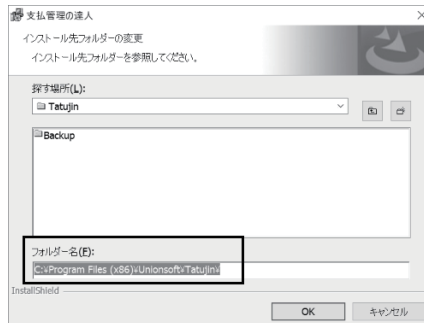 支払管理の達人
インストール先フォルダーの変更
インストール先フォルダーを参照してください。
探す場所(L):
Tatujin
Backup
フォルダー名(F):
C:¥Program Files (x86)¥Unionsoft¥Tatujin¥
InstallShield
OK
キャンセル